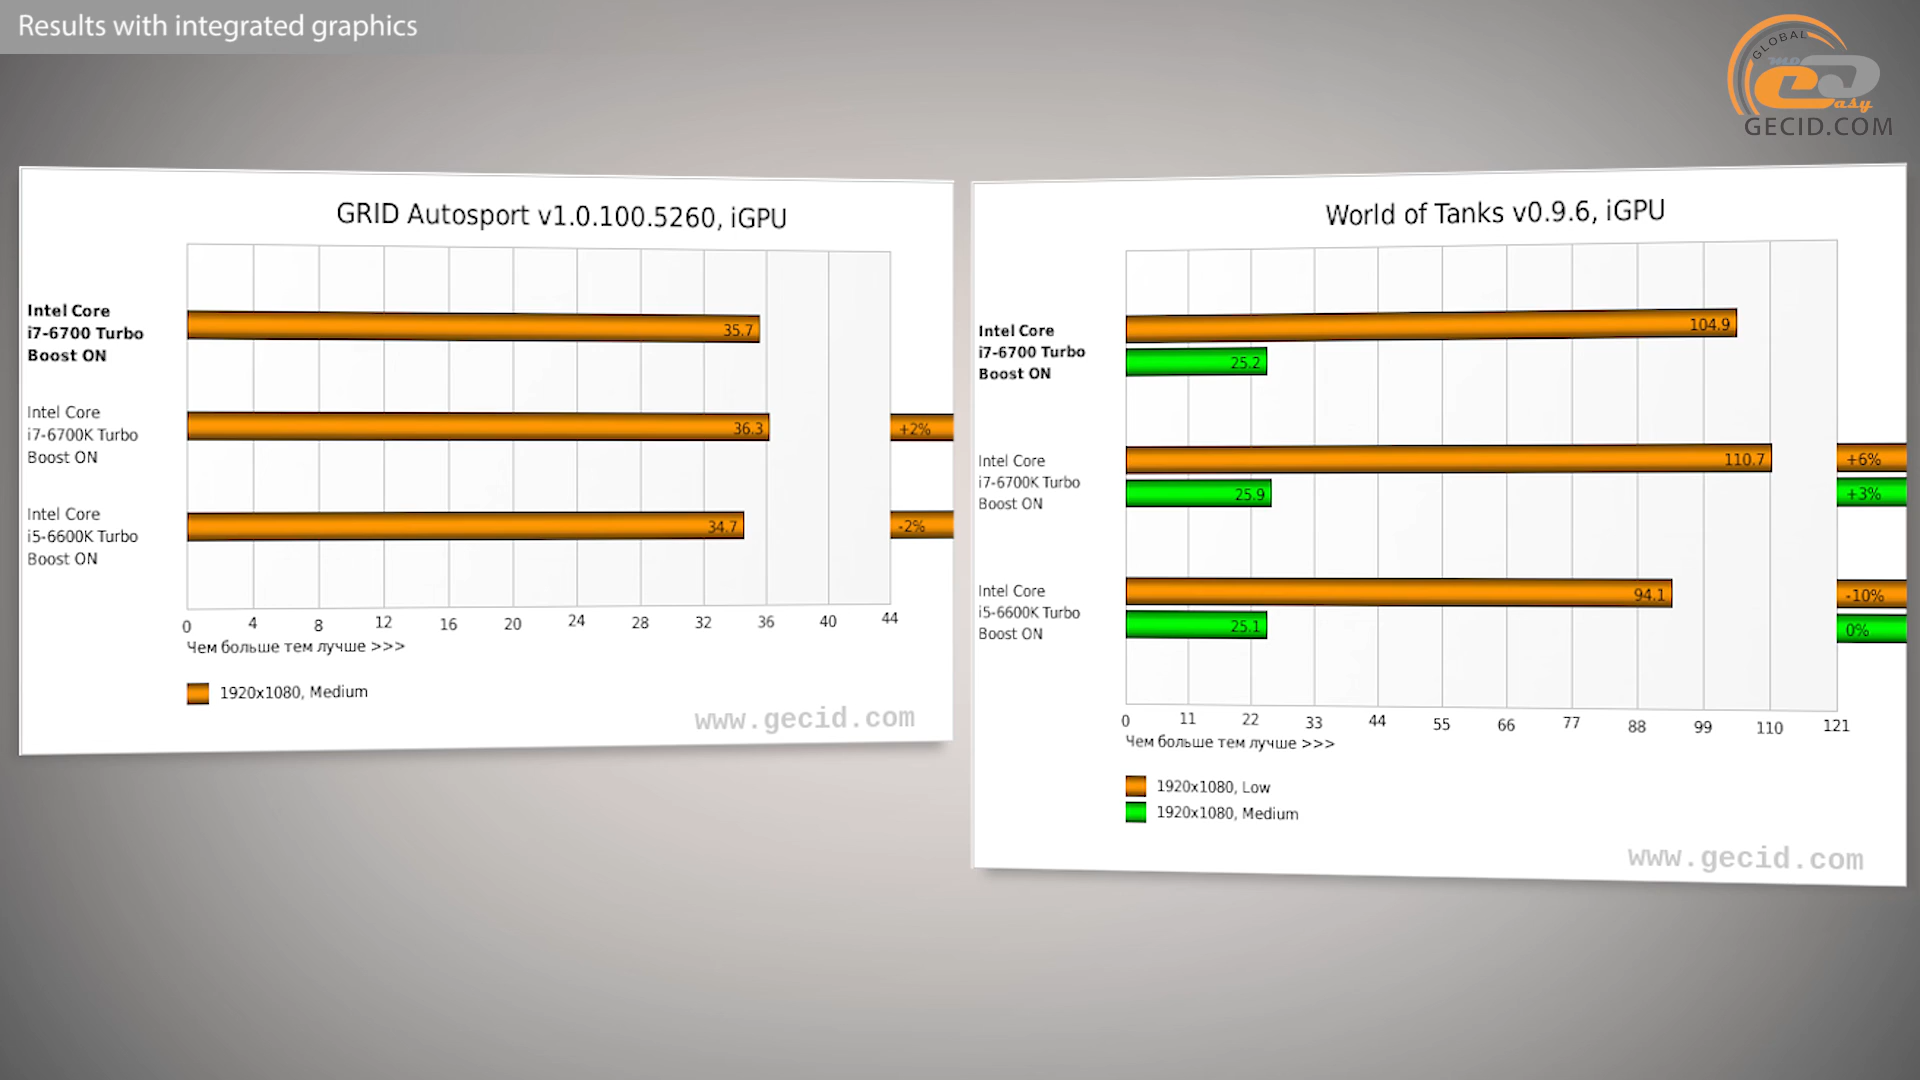 Results with integrated graphics
GLOBAL
easy
GECID.COM
GRID Autosport v1.0.100.5260, iGPU
Intel Core
i7-6700 Turbo
Boost ON
35.7
Intel Core
i7-6700K Turbo
Boost ON
36.3
+2%
Intel Core
i5-6600K Turbo
Boost ON
34.7
-2%
0 4 8 12 16 20 24 28 32 36 40 44
Чем больше тем лучше >>>
1920x1080, Medium
www.gecid.com
World of Tanks v0.9.6, iGPU
Intel Core
i7-6700 Turbo
Boost ON
104.9
25.2
Intel Core
i7-6700K Turbo
Boost ON
110.7
+6%
25.9
+3%
Intel Core
i5-6600K Turbo
Boost ON
94.1
-10%
25.1
0%
0 11 22 33 44 55 66 77 88 99 110 121
Чем больше тем лучше >>>
1920x1080, Low
1920x1080, Medium
www.gecid.com